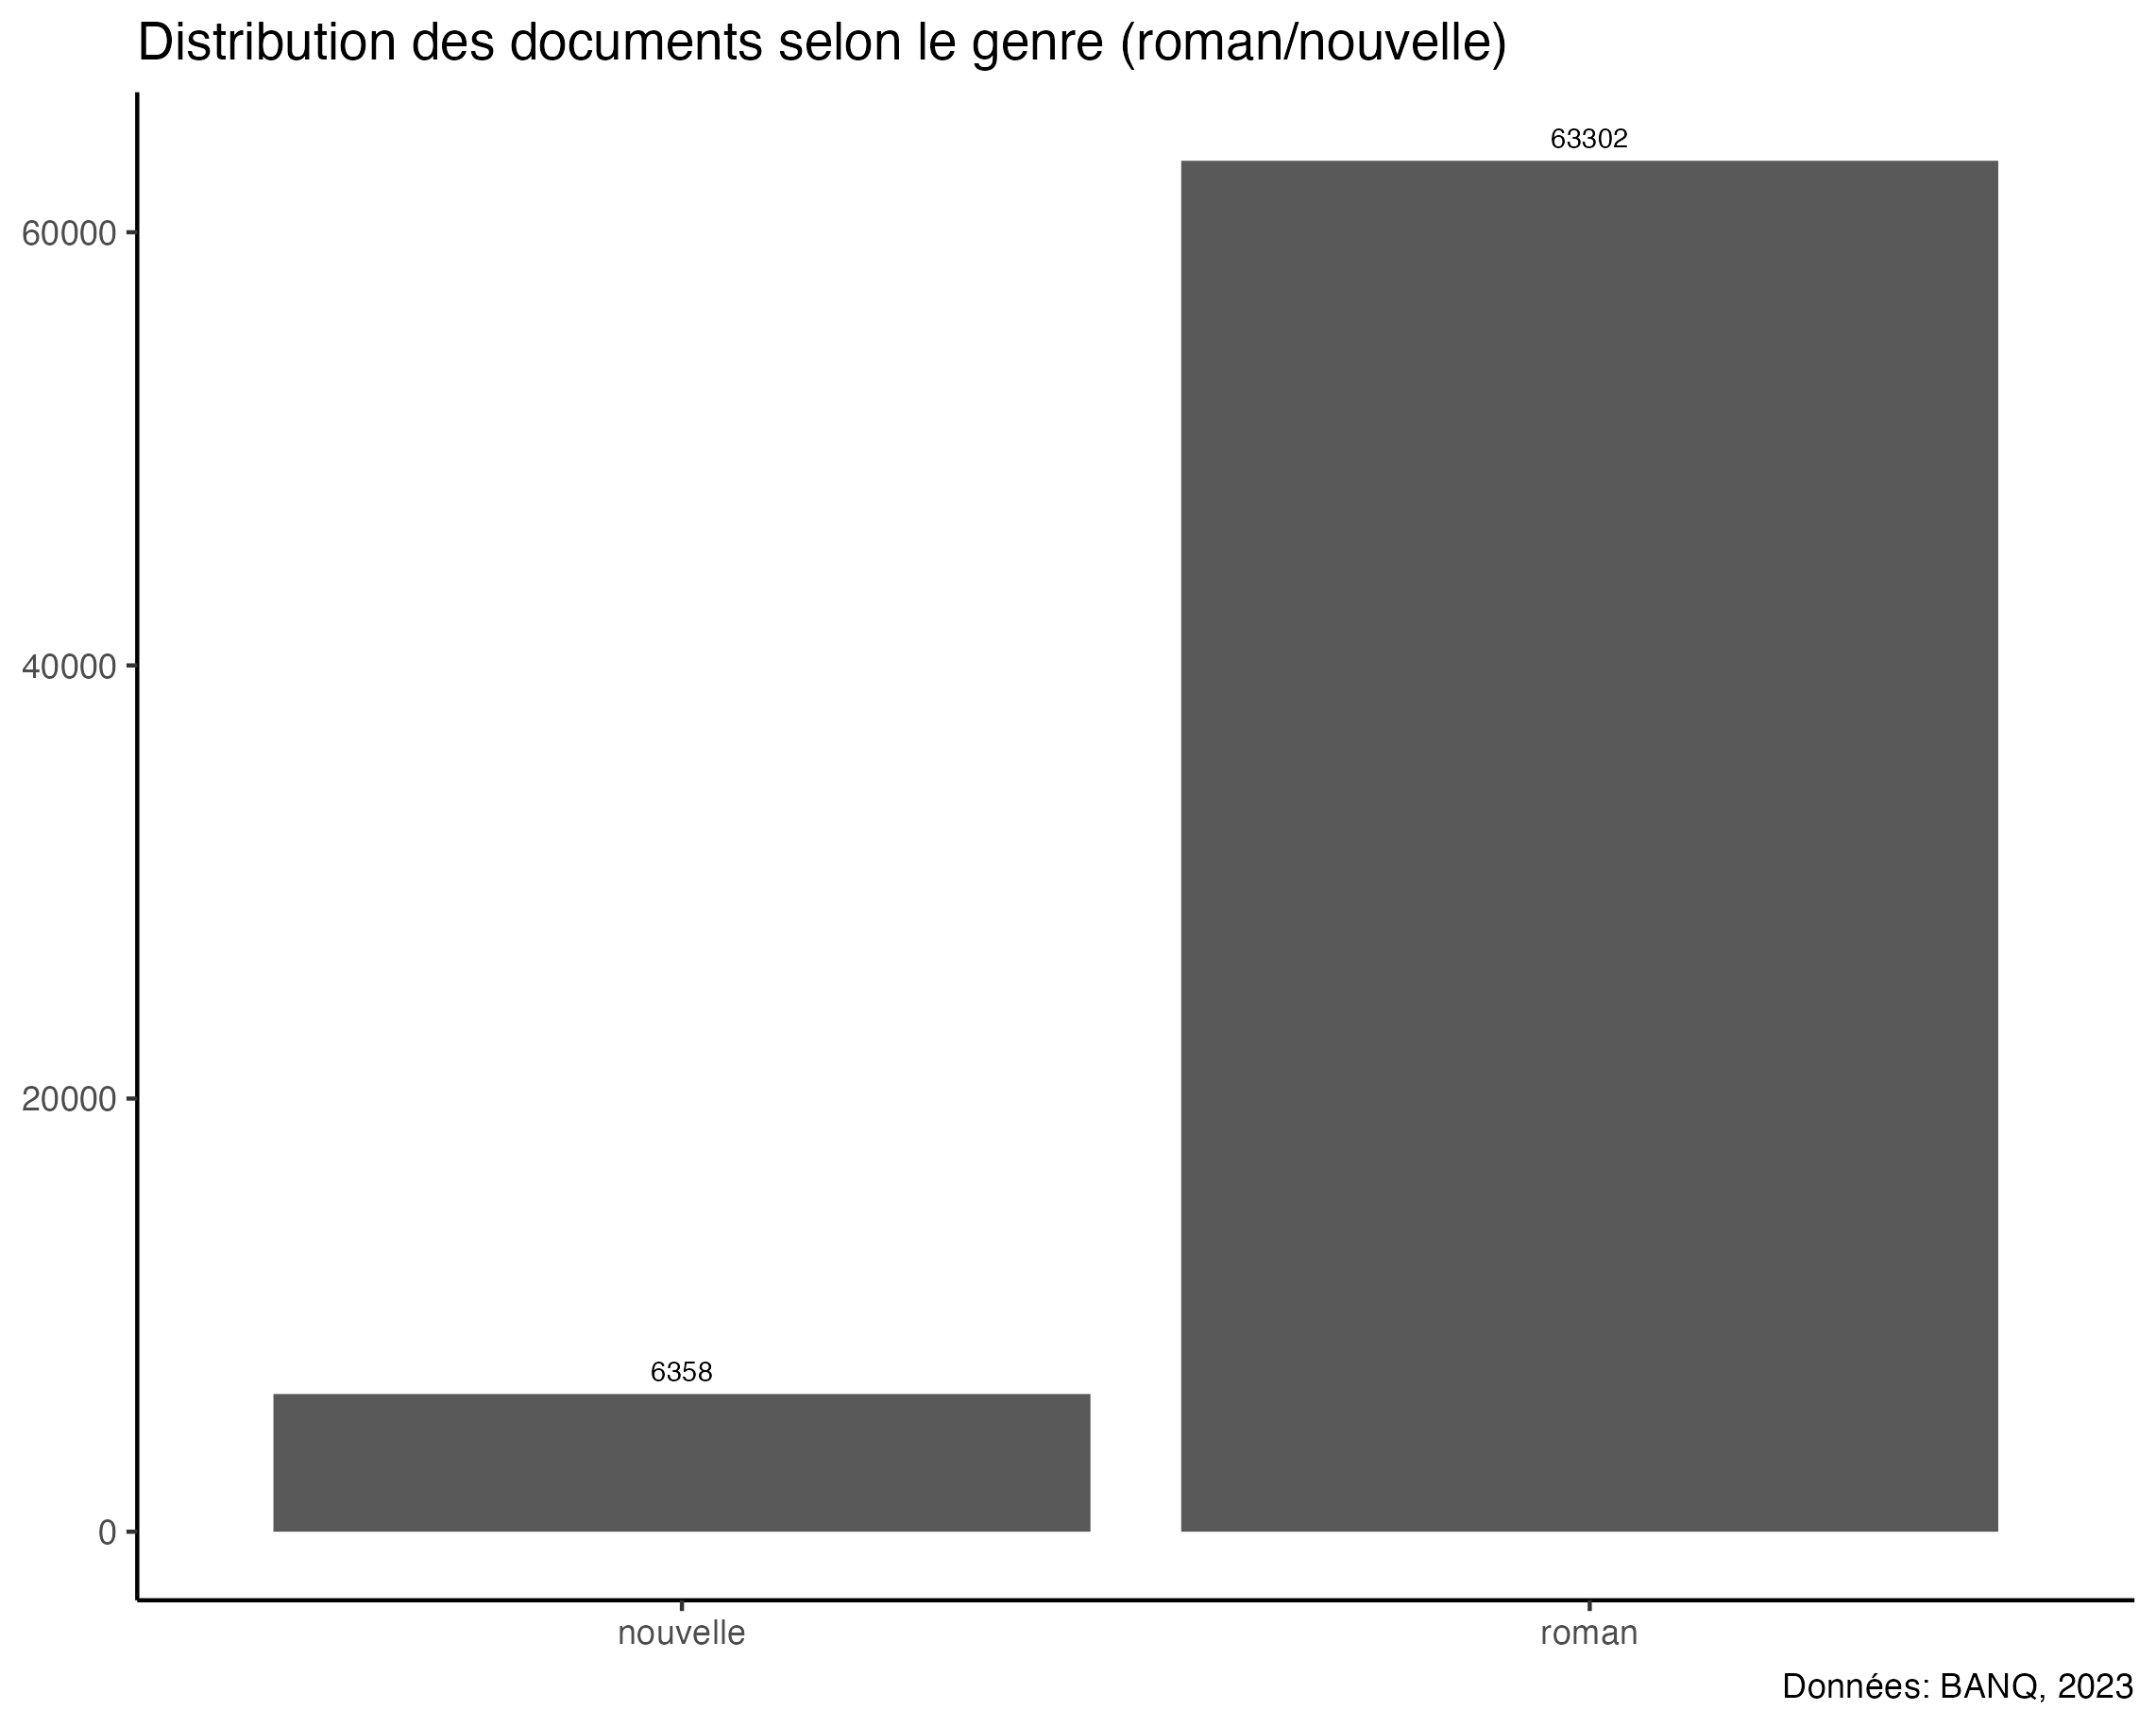 Distribution des documents selon le genre (roman/nouvelle)
63302
60000
40000
20000
6358
0
nouvelle roman
Données: BANQ, 2023